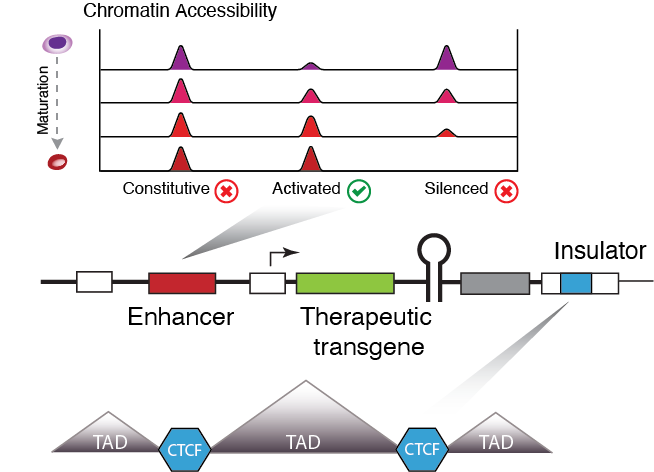 Chromatin Accessibility
Maturation
Constitutive
Activated
Silenced
Insulator
Enhancer
Therapeutic
transgene
TAD
CTCF
TAD
CTCF
TAD